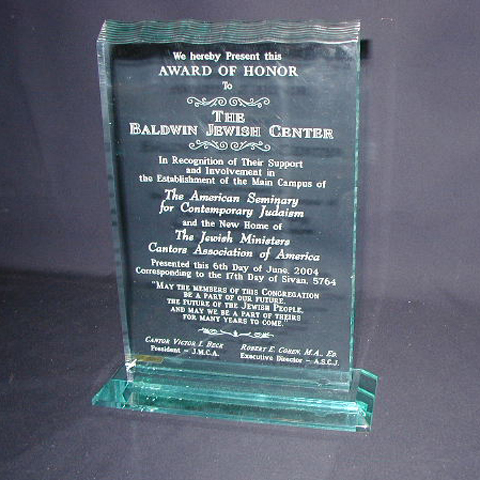 We hereby Present this
AWARD OF HONOR
To
THE
BALDWIN JEWISH CENTER
In Recognition of Their Support
and Involvement in
the Establishment of the Main Campus of
The American Seminary
for Contemporary Judaism
and the New Home of
The Jewish Ministers
Cantors Association of America
Presented this 6th Day of June, 2004
Corresponding to the 17th Day of Sivan, 5764
"MAY THE MEMBERS OF THIS CONGREGATION
BE A PART OF OUR FUTURE,
THE FUTURE OF THE JEWISH PEOPLE,
AND MAY WE BE A PART OF THEIRS
FOR MANY YEARS TO COME."
CANTOR VICTOR I. BECK ROBERT E. COHEN, M.A., ED.
President ~ J.M.C.A. Executive Director ~ A.S.C.J.